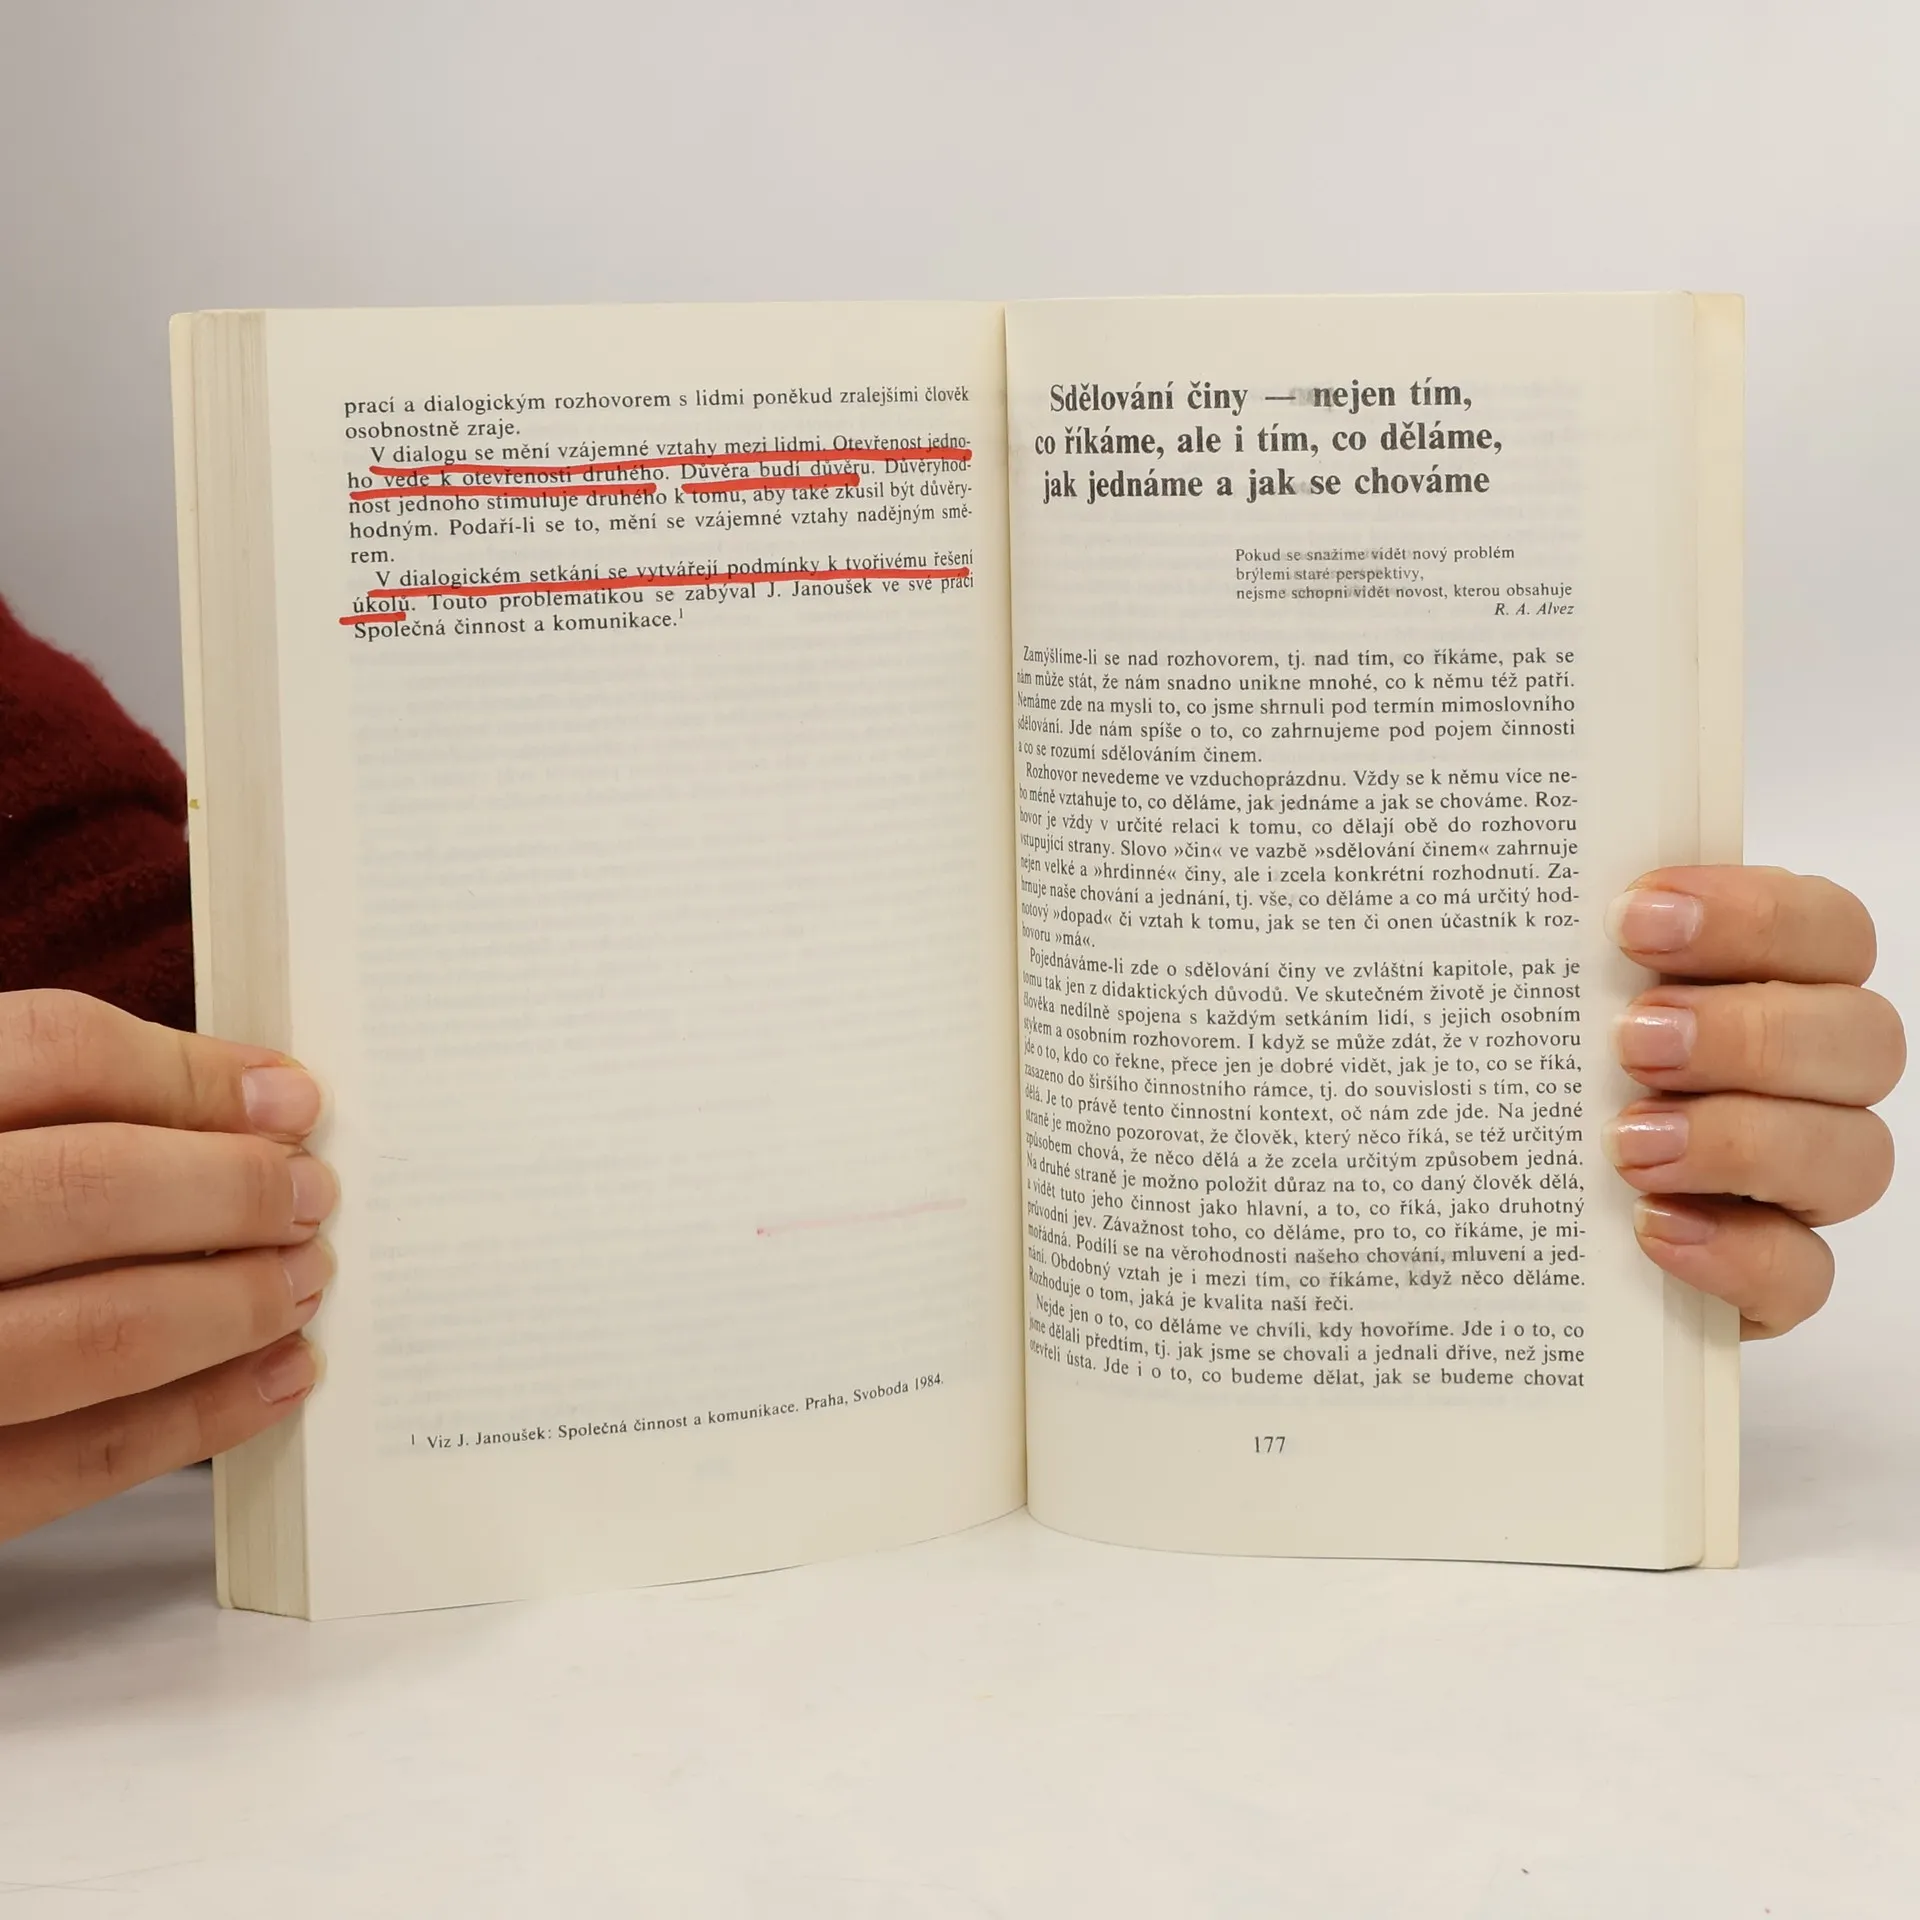 prací a dialogickým rozhovorem s lidmi poněkud zralejšími člověk
osobnostně zraje.
V dialogu se mění vzájemné vztahy mezi lidmi. Otevřenost jedno-
ho vede k otevřenosti druhého. Důvěra budí důvěru. Důvěryhod-
nost jednoho stimuluje druhého k tomu, aby také zkusil být důvěry-
hodným. Podaří-li se to, mění se vzájemné vztahy nadějným smě-
rem.
V dialogickém setkání se vytvářejí podmínky k tvořivému řešení
úkolů. Touto problematikou se zabýval J. Janoušek ve své práci
Společná činnost a komunikace.¹
¹ Viz J. Janoušek: Společná činnost a komunikace. Praha, Svoboda 1984.
Sdělování činy — nejen tím,
co říkáme, ale i tím, co děláme,
jak jednáme a jak se chováme
Pokud se snažíme vidět nový problém
brýlemi staré perspektivy,
nejsme schopni vidět novost, kterou obsahuje
R. A. Alvez
Zamýšlíme-li se nad rozhovorem, tj. nad tím, co říkáme, pak se
nám může stát, že nám snadno unikne mnohé, co k němu též patří.
Nemáme zde na mysli to, co jsme shrnuli pod termín mimoslovního
sdělování. Jde nám spíše o to, co zahrnujeme pod pojem činnosti
a co se rozumí sdělováním činem.
Rozhovor nevedeme ve vzduchoprázdnu. Vždy se k němu více ne-
bo méně vztahuje to, co děláme, jak jednáme a jak se chováme. Roz-
hovor je vždy v určité relaci k tomu, co dělají obě do rozhovoru
vstupující strany. Slovo »čin« ve vazbě »sdělování činem« zahrnuje
nejen velké a »hrdinné« činy, ale i zcela konkrétní rozhodnutí. Za-
hrnuje naše chování a jednání, tj. vše, co děláme a co má určitý hod-
notový »dopad« či vztah k tomu, jak se ten či onen účastník k roz-
hovoru »má«.
Pojednáváme-li zde o sdělování činy ve zvláštní kapitole, pak je
tomu tak jen z didaktických důvodů. Ve skutečném životě je činnost
člověka nedílně spojena s každým setkáním lidí, s jejich osobním
stykem a osobním rozhovorem. I když se může zdát, že v rozhovoru
jde o to, kdo co řekne, přece jen je dobré vidět, jak je to, co se říká,
zasazeno do širšího činnostního rámce, tj. do souvislosti s tím, co se
dělá. Je to právě tento činnostní kontext, oč nám zde jde. Na jedné
straně je možno pozorovat, že člověk, který něco říká, se též určitým
způsobem chová, že něco dělá a že zcela určitým způsobem jedná.
Na druhé straně je možno položit důraz na to, co daný člověk dělá,
a vidět tuto jeho činnost jako hlavní, a to, co říká, jako druhotný
průvodní jev. Závažnost toho, co děláme, pro to, co říkáme, je mi-
mořádná. Podílí se na věrohodnosti našeho chování, mluvení a jed-
nání. Obdobný vztah je i mezi tím, co říkáme, když něco děláme.
Rozhoduje o tom, jaká je kvalita naší řeči.
Nejde jen o to, co děláme ve chvíli, kdy hovoříme. Jde i o to, co
jsme dělali předtím, tj. jak jsme se chovali a jednali dříve, než jsme
otevřeli ústa. Jde i o to, co budeme dělat, jak se budeme chovat
177